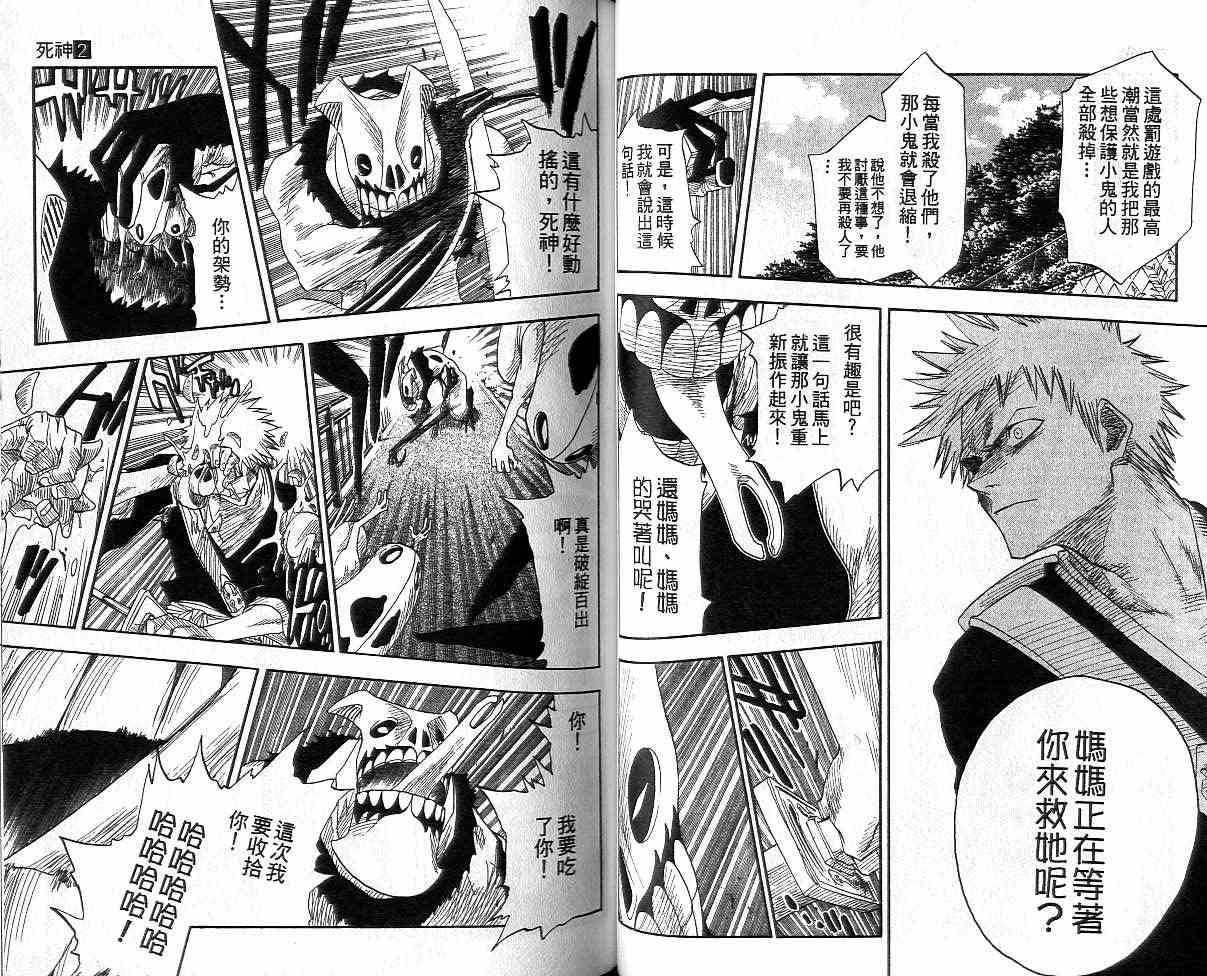 這處罰遊戲的最高
潮當然就是我把那
些想保護小鬼的人
全部殺掉…
每當我殺了他們，
那小鬼就會退縮！
說他不想了，他
討厭這種事，要
我不要再殺人了
…
可是，這時候
我就會說出這
句話！
媽媽正在等著
你來救她呢？
很有趣是吧？
這一句話馬上
就讓那小鬼重
新振作起來！
還媽媽、媽媽
的哭著叫呢！
死神2
這有什麼好動
搖的，死神！
你的架勢…
真是破綻百出
啊！
你！
我要吃
了你！
這次我
要收拾
你！
哈哈哈哈哈
哈哈哈哈！